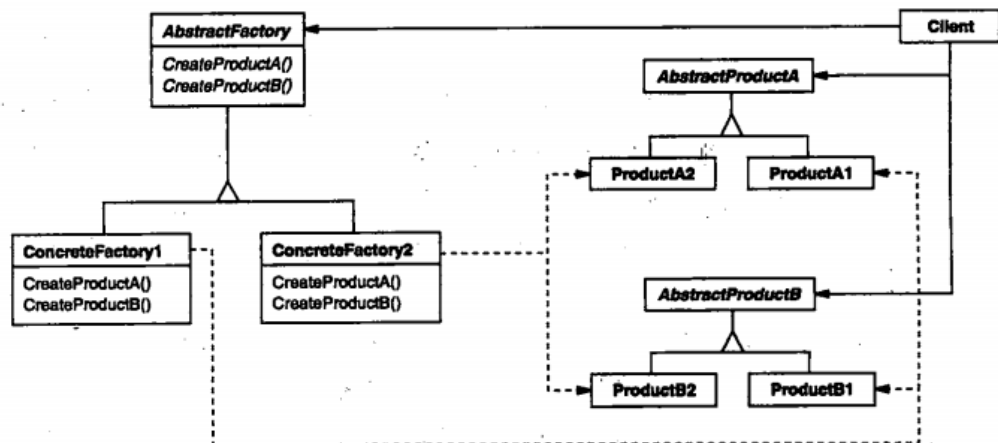 AbstractFactory
CreateProductA()
CreateProductB()
Client
AbstractProductA
ProductA2
ProductA1
ConcreteFactory1
CreateProductA()
CreateProductB()
ConcreteFactory2
CreateProductA()
CreateProductB()
AbstractProductB
ProductB2
ProductB1